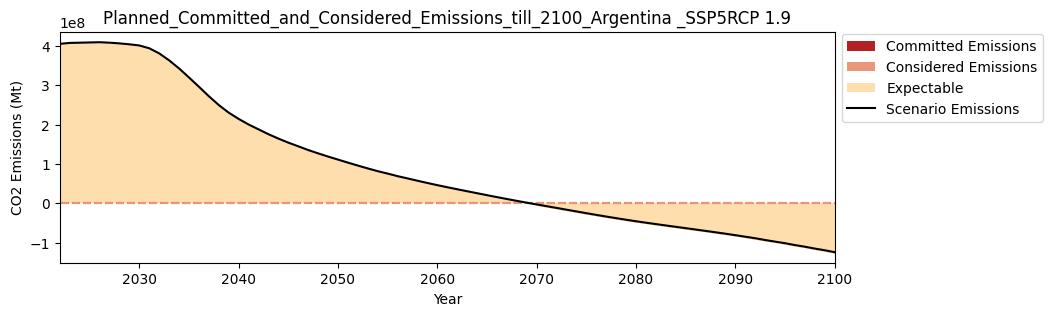 Planned_Committed_and_Considered_Emissions_till_2100_Argentina _SSP5RCP 1.9
1e8
4
3
2
1
0
−1
CO2 Emissions (Mt)
2030 2040 2050 2060 2070 2080 2090 2100
Year
Committed Emissions
Considered Emissions
Expectable
Scenario Emissions